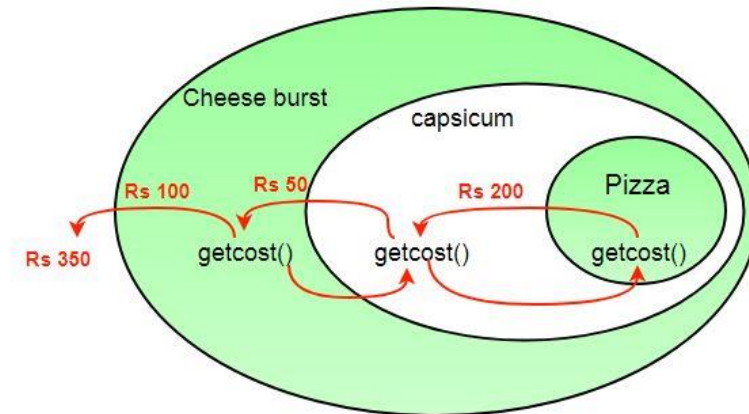 Cheese burst
capsicum
Pizza
Rs 100
Rs 50
Rs 200
Rs 350
getcost()
getcost()
getcost()